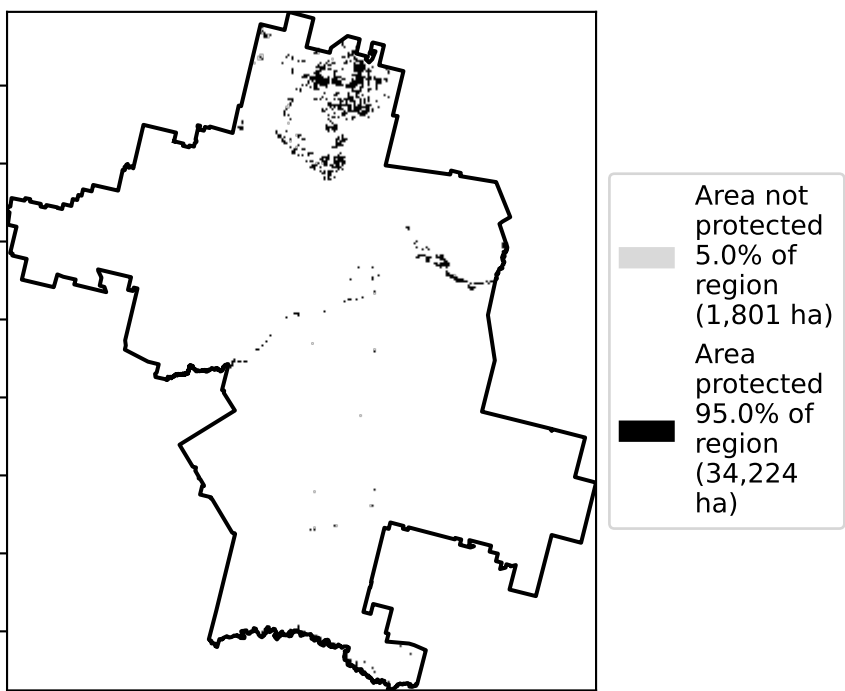 Area not
protected
5.0% of
region
(1,801 ha)
Area
protected
95.0% of
region
(34,224
ha)